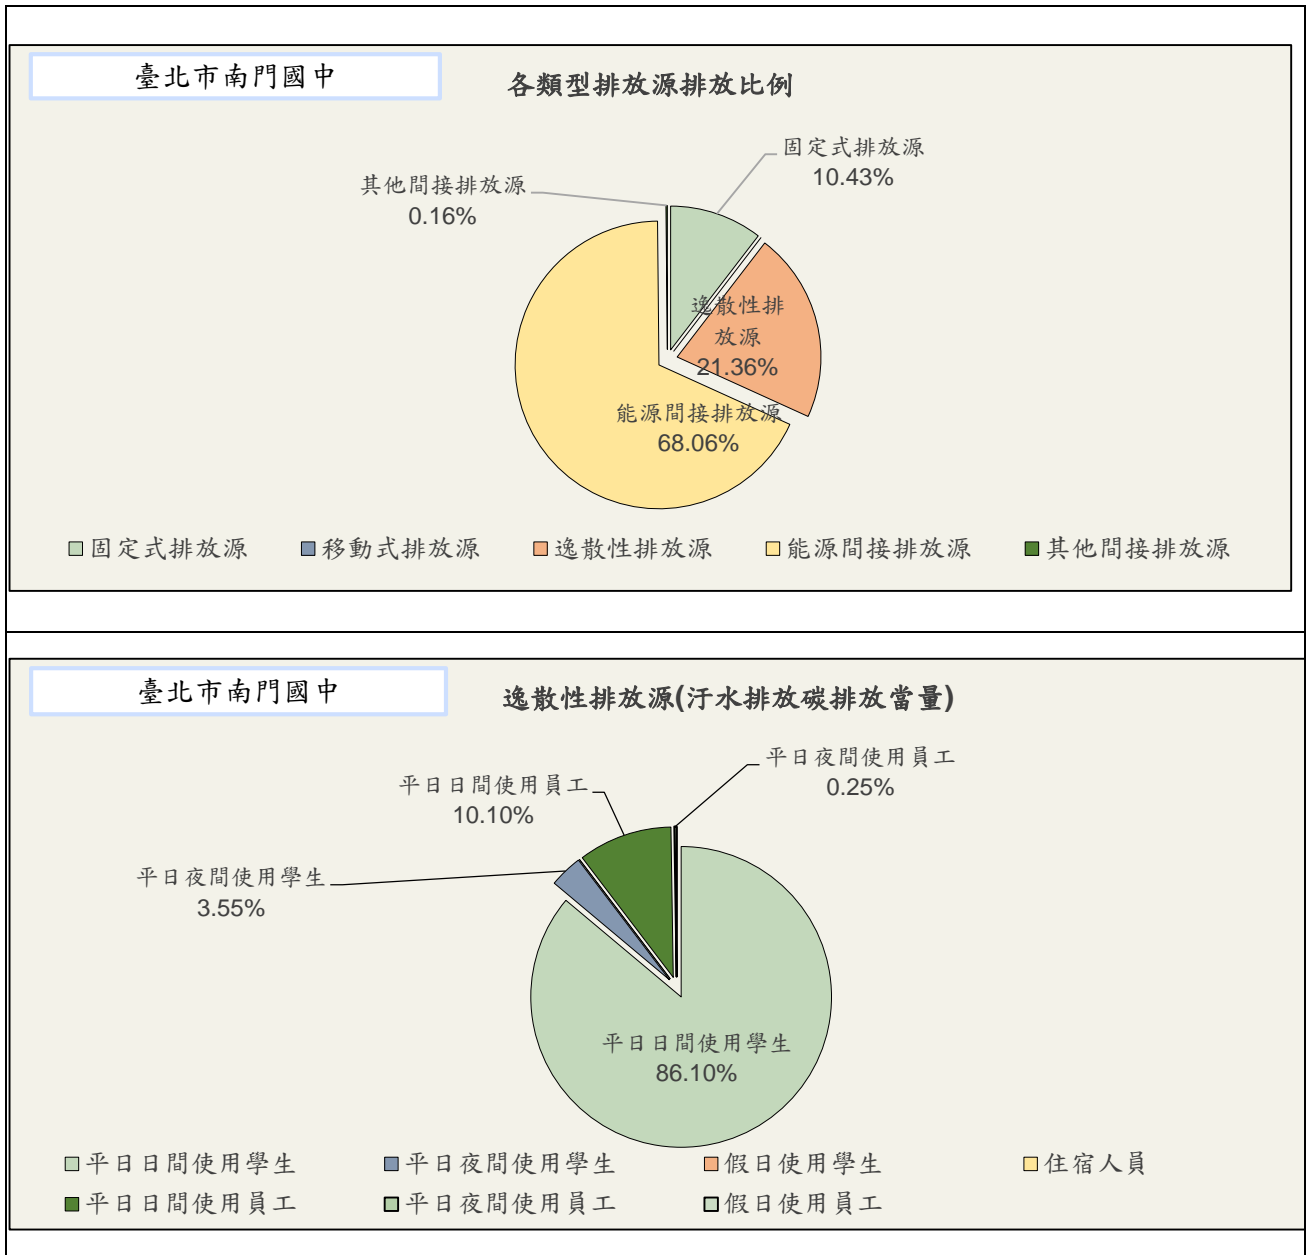 臺北市南門國中
各類型排放源排放比例
固定式排放源
10.43%
其他間接排放源
0.16%
逸散性排
放源
21.36%
能源間接排放源
68.06%
固定式排放源 移動式排放源 逸散性排放源 能源間接排放源 其他間接排放源
臺北市南門國中
逸散性排放源(汙水排放碳排放當量)
平日夜間使用員工
0.25%
平日日間使用員工
10.10%
平日夜間使用學生
3.55%
平日日間使用學生
86.10%
平日日間使用學生 平日夜間使用學生 假日使用學生 住宿人員
平日日間使用員工 平日夜間使用員工 假日使用員工